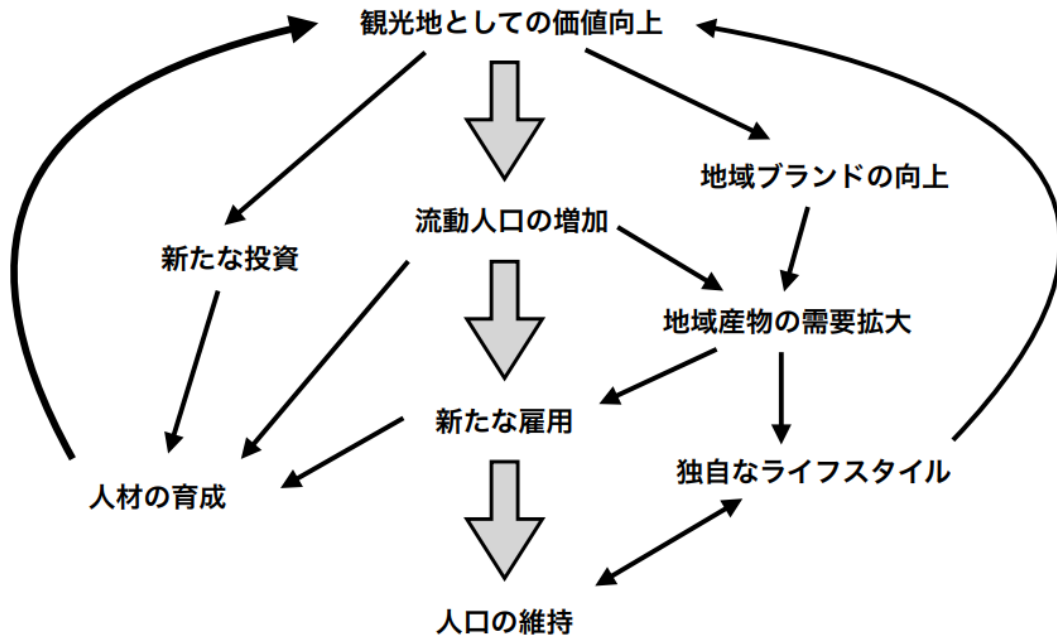 観光地としての価値向上
地域ブランドの向上
流動人口の増加
新たな投資
地域産物の需要拡大
新たな雇用
独自なライフスタイル
人材の育成
人口の維持